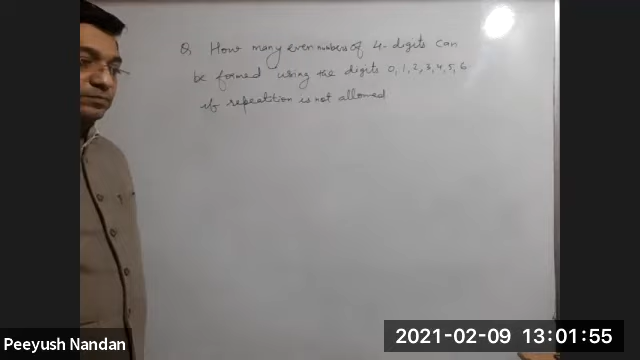 Q. How many even numbers of 4-digits can
be formed using the digits 0, 1, 2, 3, 4, 5, 6
if repetition is not allowed
Peeyush Nandan
2021-02-09 13:01:55